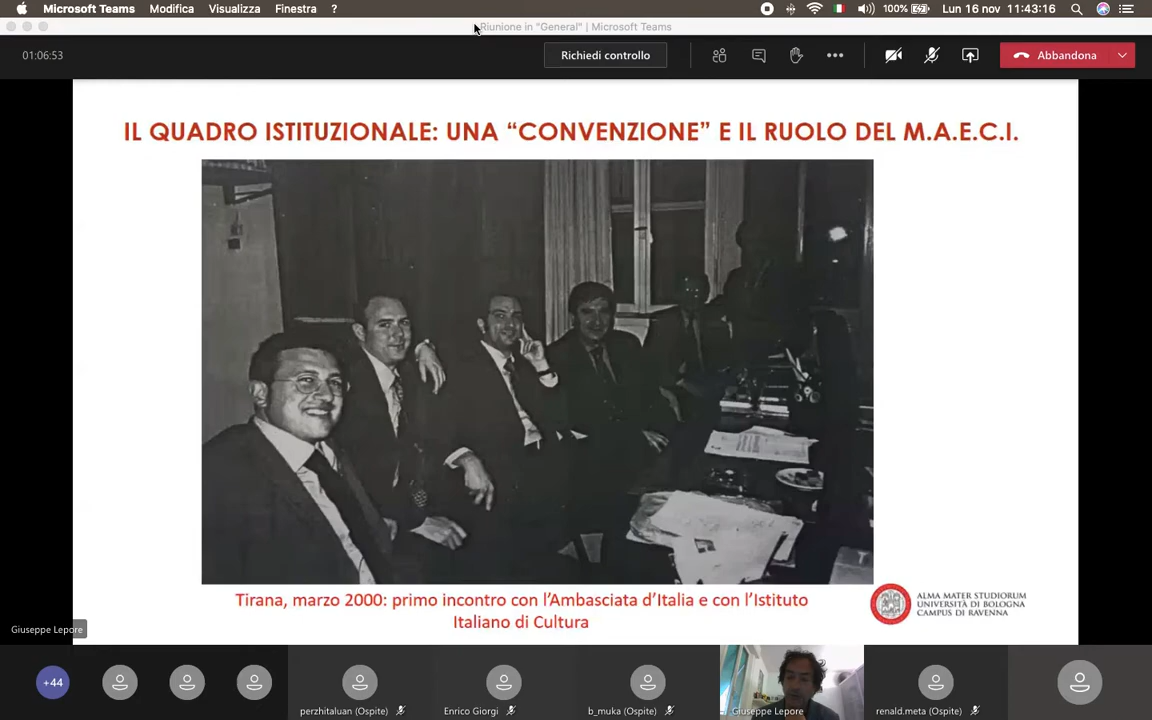 Microsoft Teams Modifica Visualizza Finestra ? 100% Lun 16 nov 11:43:16
Riunione in "General" | Microsoft Teams
01:06:53 Richiedi controllo Abbandona
IL QUADRO ISTITUZIONALE: UNA “CONVENZIONE” E IL RUOLO DEL M.A.E.C.I.
Tirana, marzo 2000: primo incontro con l’Ambasciata d’Italia e con l’Istituto
Italiano di Cultura
ALMA MATER STUDIORUM
UNIVERSITÀ DI BOLOGNA
CAMPUS DI RAVENNA
Giuseppe Lepore
+44
perzhitaluan (Ospite) Enrico Giorgi b_muka (Ospite) Giuseppe Lepore renald.meta (Ospite)